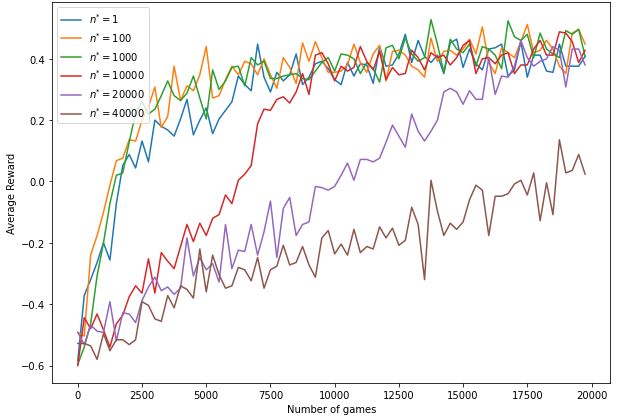 n* = 1
n* = 100
n* = 1000
n* = 10000
n* = 20000
n* = 40000
0.4
0.2
0.0
−0.2
−0.4
−0.6
Average Reward
0 2500 5000 7500 10000 12500 15000 17500 20000
Number of games